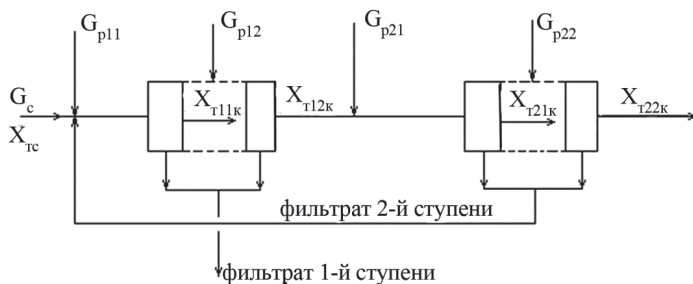 Gр11
Gр12
Gр21
Gр22
Gс
Xтс
Xт11к
Xт12к
Xт21к
Xт22к
фильтрат 2-й ступени
фильтрат 1-й ступени